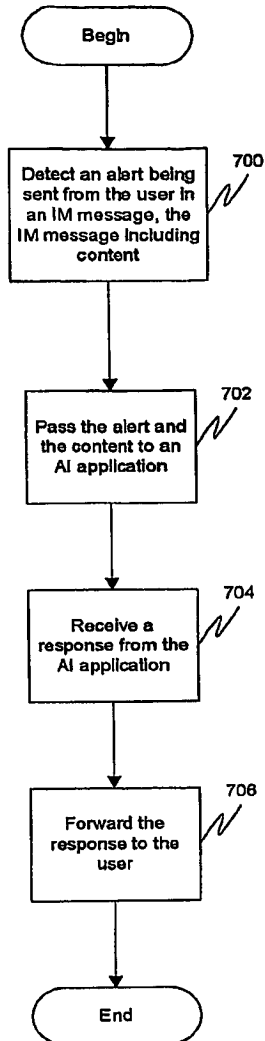 Begin
700
Detect an alert being
sent from the user in
an IM message, the
IM message including
content
702
Pass the alert and
the content to an
AI application
704
Receive a
response from the
AI application
706
Forward the
response to the
user
End